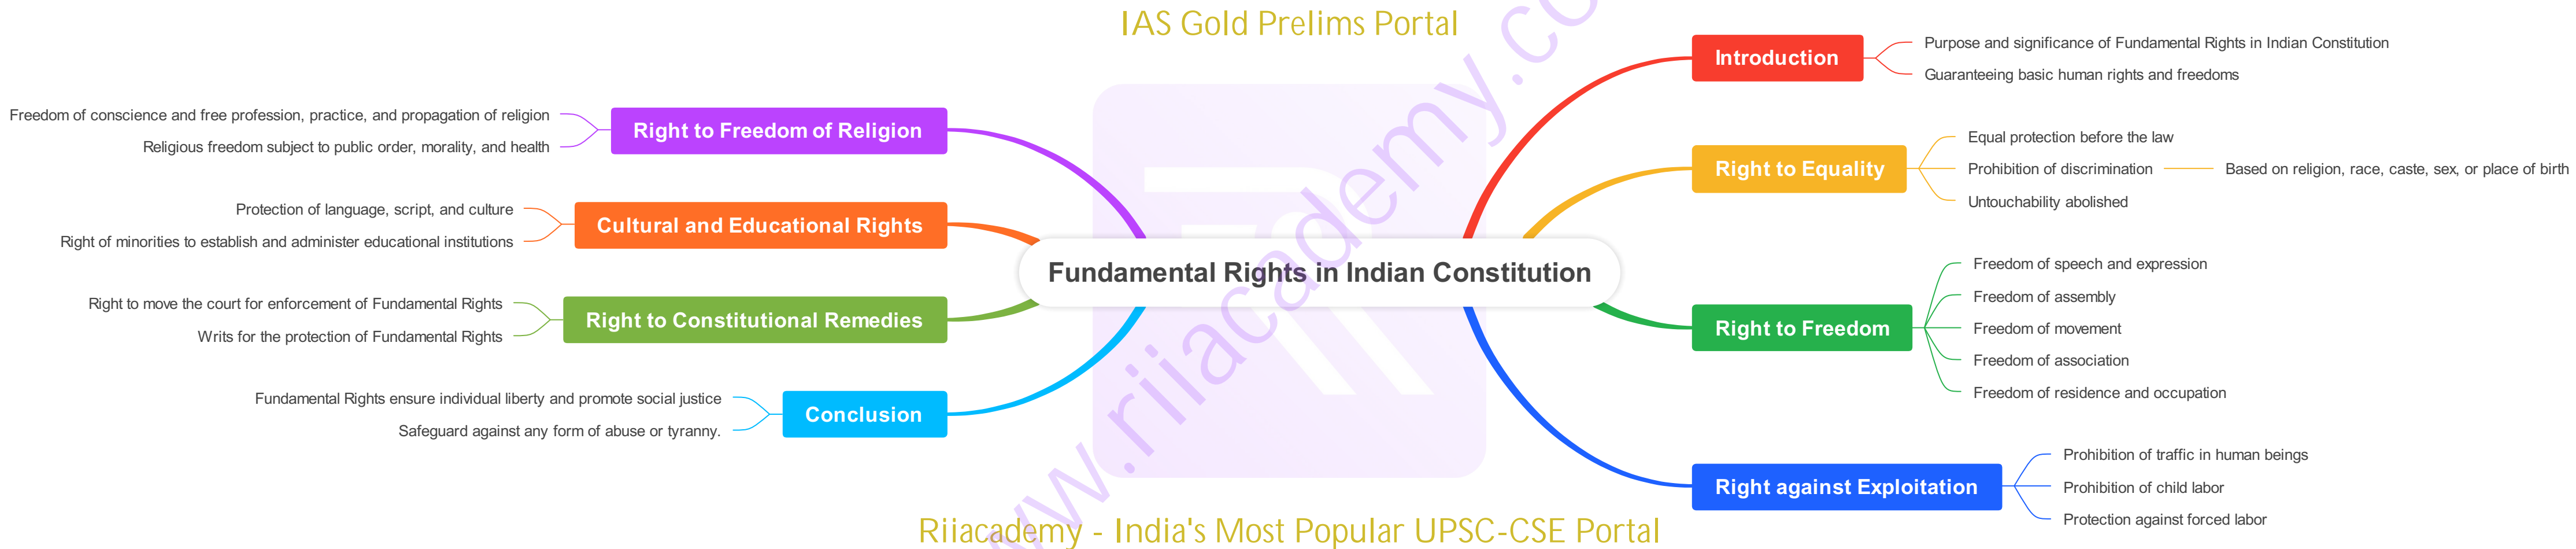 IAS Gold Prelims Portal
Fundamental Rights in Indian Constitution
Introduction
Purpose and significance of Fundamental Rights in Indian Constitution
Guaranteeing basic human rights and freedoms
Right to Equality
Equal protection before the law
Prohibition of discrimination
Based on religion, race, caste, sex, or place of birth
Untouchability abolished
Right to Freedom
Freedom of speech and expression
Freedom of assembly
Freedom of movement
Freedom of association
Freedom of residence and occupation
Right against Exploitation
Prohibition of traffic in human beings
Prohibition of child labor
Protection against forced labor
Right to Freedom of Religion
Freedom of conscience and free profession, practice, and propagation of religion
Religious freedom subject to public order, morality, and health
Cultural and Educational Rights
Protection of language, script, and culture
Right of minorities to establish and administer educational institutions
Right to Constitutional Remedies
Right to move the court for enforcement of Fundamental Rights
Writs for the protection of Fundamental Rights
Conclusion
Fundamental Rights ensure individual liberty and promote social justice
Safeguard against any form of abuse or tyranny.
Riiacademy - India's Most Popular UPSC-CSE Portal